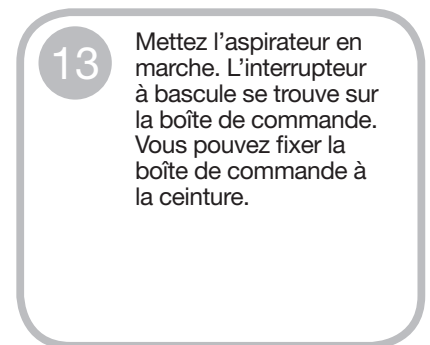 13
Mettez l’aspirateur en
marche. L’interrupteur
à bascule se trouve sur
la boîte de commande.
Vous pouvez fixer la
boîte de commande à
la ceinture.